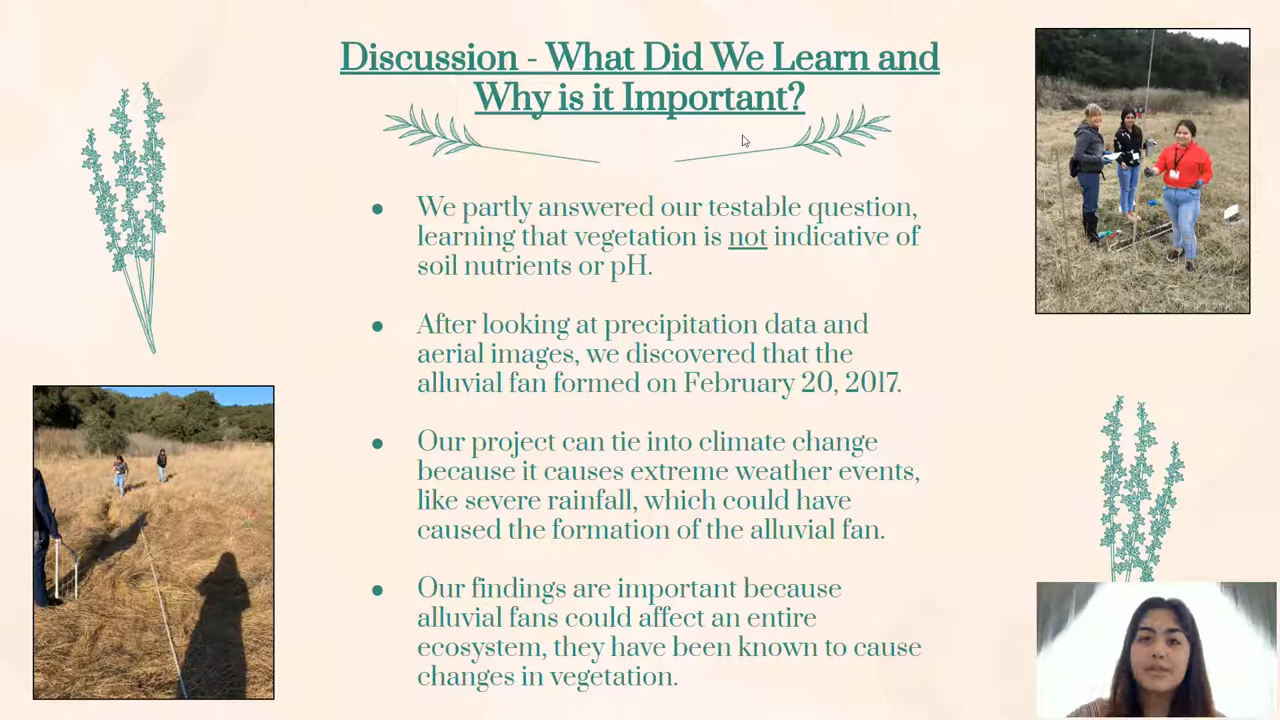 Discussion - What Did We Learn and
Why is it Important?
● We partly answered our testable question,
learning that vegetation is not indicative of
soil nutrients or pH.
● After looking at precipitation data and
aerial images, we discovered that the
alluvial fan formed on February 20, 2017.
● Our project can tie into climate change
because it causes extreme weather events,
like severe rainfall, which could have
caused the formation of the alluvial fan.
● Our findings are important because
alluvial fans could affect an entire
ecosystem, they have been known to cause
changes in vegetation.